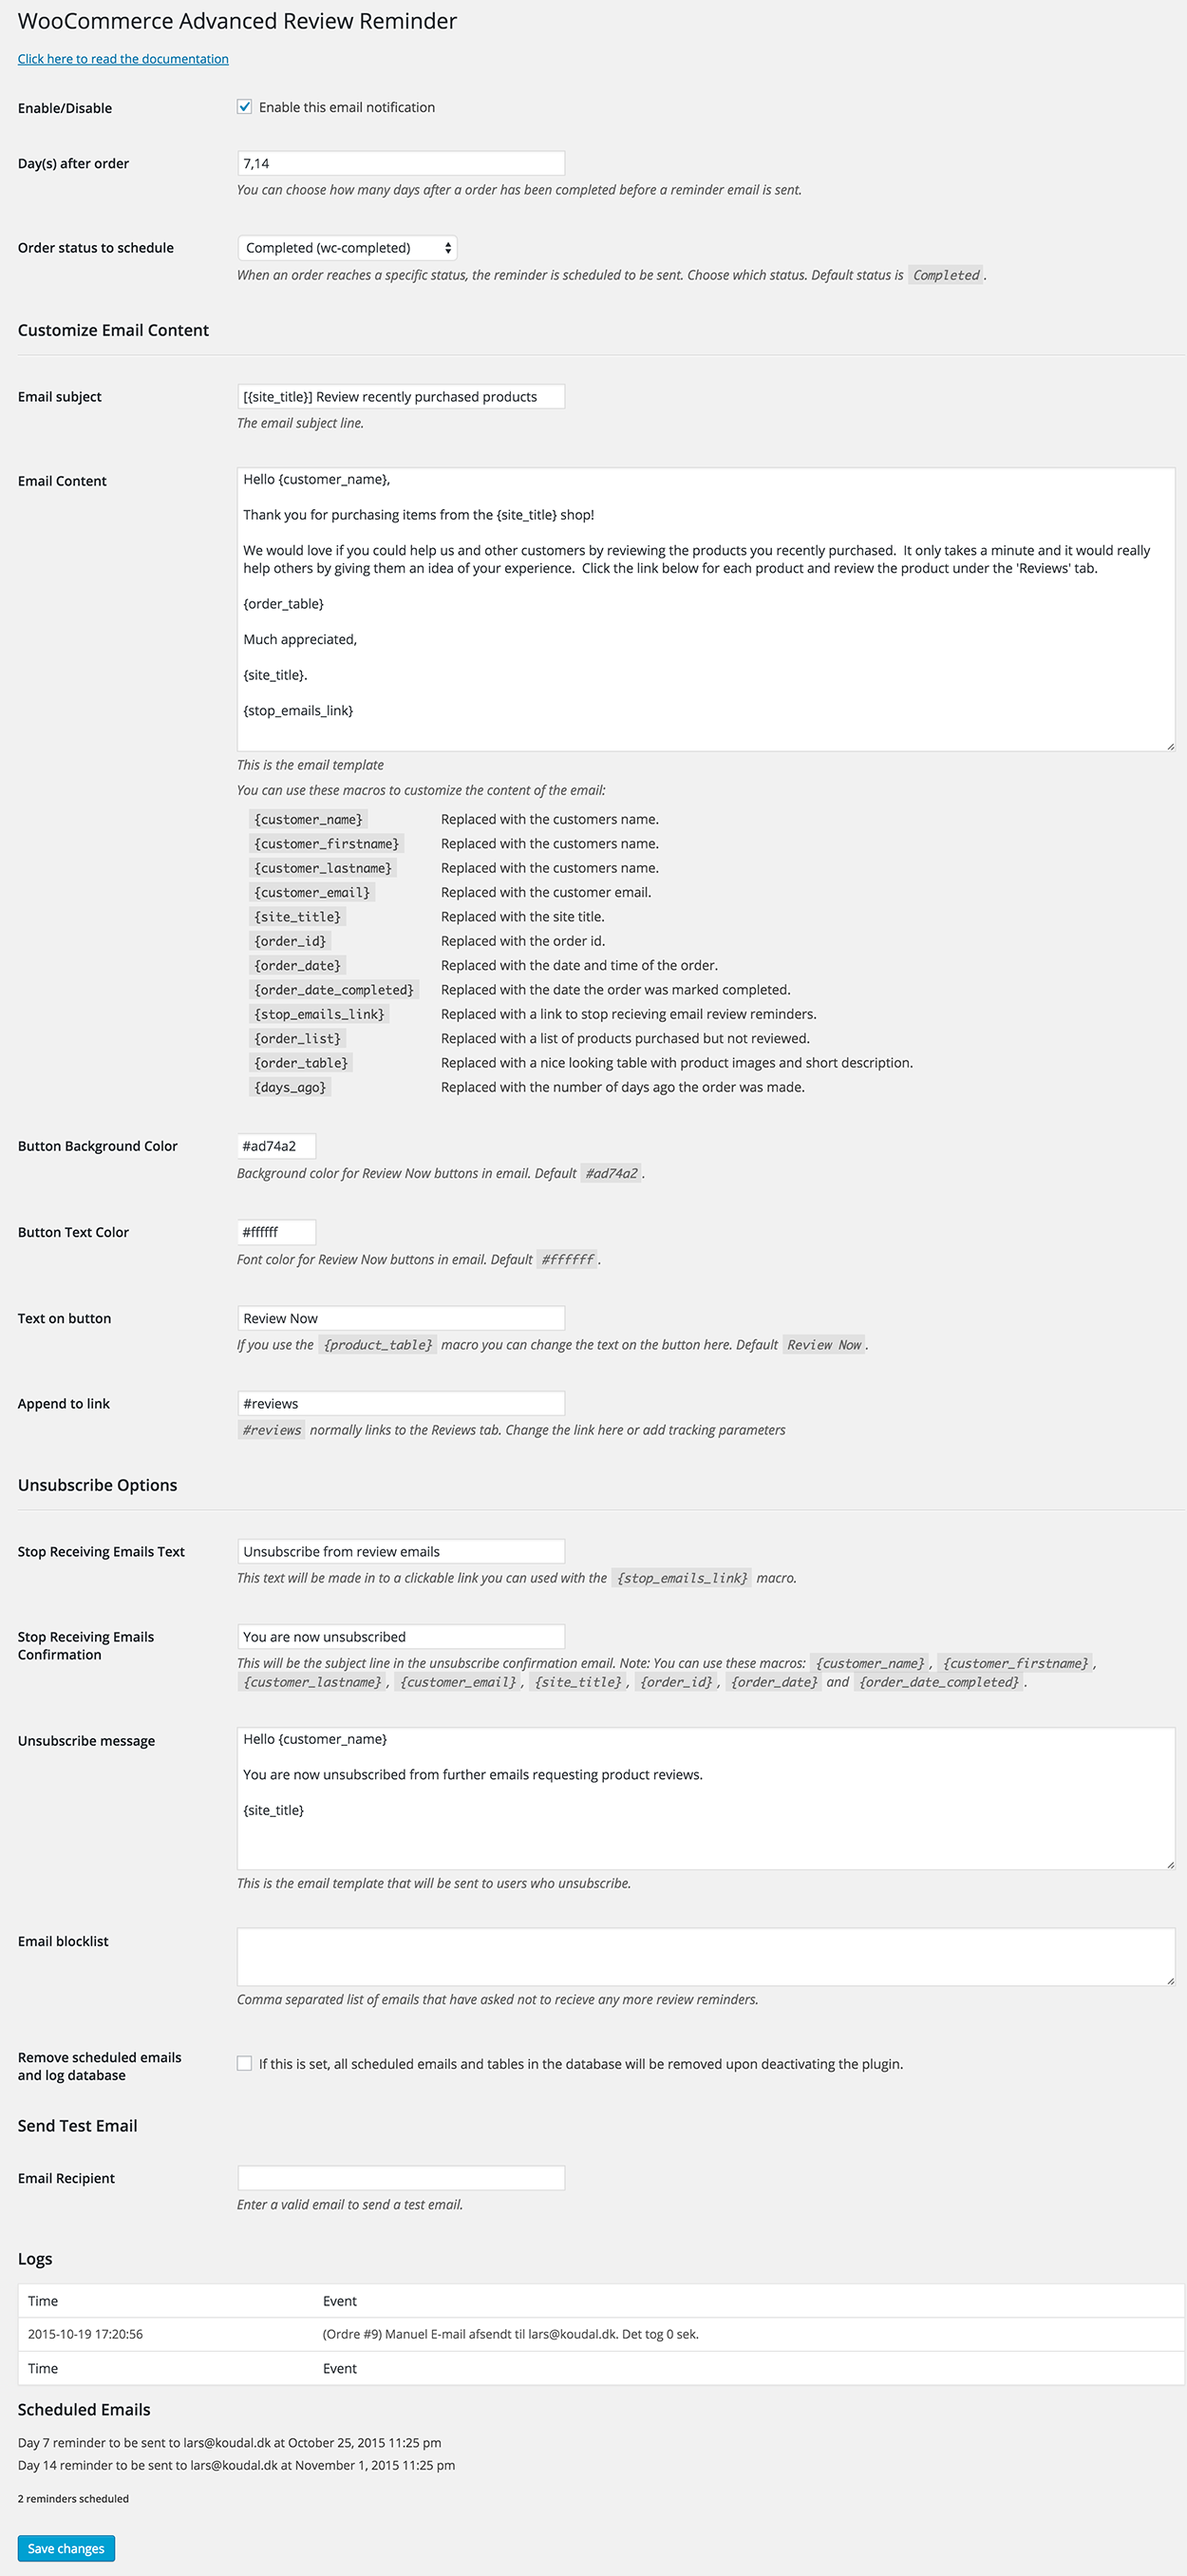 WooCommerce Advanced Review Reminder
Click here to read the documentation
Enable/Disable
Enable this email notification
Day(s) after order
7,14
You can choose how many days after a order has been completed before a reminder email is sent.
Order status to schedule
Completed (wc-completed)
When an order reaches a specific status, the reminder is scheduled to be sent. Choose which status. Default status is Completed.
Customize Email Content
Email subject
[{site_title}] Review recently purchased products
The email subject line.
Email Content
Hello {customer_name},
Thank you for purchasing items from the {site_title} shop!
We would love if you could help us and other customers by reviewing the products you recently purchased.  It only takes a minute and it would really
help others by giving them an idea of your experience.  Click the link below for each product and review the product under the 'Reviews' tab.
{order_table}
Much appreciated,
{site_title}.
{stop_emails_link}
This is the email template
You can use these macros to customize the content of the email:
{customer_name} Replaced with the customers name.
{customer_firstname} Replaced with the customers name.
{customer_lastname} Replaced with the customers name.
{customer_email} Replaced with the customer email.
{site_title} Replaced with the site title.
{order_id} Replaced with the order id.
{order_date} Replaced with the date and time of the order.
{order_date_completed} Replaced with the date the order was marked completed.
{stop_emails_link} Replaced with a link to stop recieving email review reminders.
{order_list} Replaced with a list of products purchased but not reviewed.
{order_table} Replaced with a nice looking table with product images and short description.
{days_ago} Replaced with the number of days ago the order was made.
Button Background Color
#ad74a2
Background color for Review Now buttons in email. Default #ad74a2.
Button Text Color
#ffffff
Font color for Review Now buttons in email. Default #ffffff.
Text on button
Review Now
If you use the {product_table} macro you can change the text on the button here. Default Review Now.
Append to link
#reviews
#reviews normally links to the Reviews tab. Change the link here or add tracking parameters
Unsubscribe Options
Stop Receiving Emails Text
Unsubscribe from review emails
This text will be made in to a clickable link you can used with the {stop_emails_link} macro.
Stop Receiving Emails
Confirmation
You are now unsubscribed
This will be the subject line in the unsubscribe confirmation email. Note: You can use these macros: {customer_name}, {customer_firstname},
{customer_lastname}, {customer_email}, {site_title}, {order_id}, {order_date} and {order_date_completed}.
Unsubscribe message
Hello {customer_name}
You are now unsubscribed from further emails requesting product reviews.
{site_title}
This is the email template that will be sent to users who unsubscribe.
Email blocklist
Comma separated list of emails that have asked not to recieve any more review reminders.
Remove scheduled emails
and log database
If this is set, all scheduled emails and tables in the database will be removed upon deactivating the plugin.
Send Test Email
Email Recipient
Enter a valid email to send a test email.
Logs
Time Event
2015-10-19 17:20:56 (Ordre #9) Manuel E-mail afsendt til lars@koudal.dk. Det tog 0 sek.
Time Event
Scheduled Emails
Day 7 reminder to be sent to lars@koudal.dk at October 25, 2015 11:25 pm
Day 14 reminder to be sent to lars@koudal.dk at November 1, 2015 11:25 pm
2 reminders scheduled
Save changes